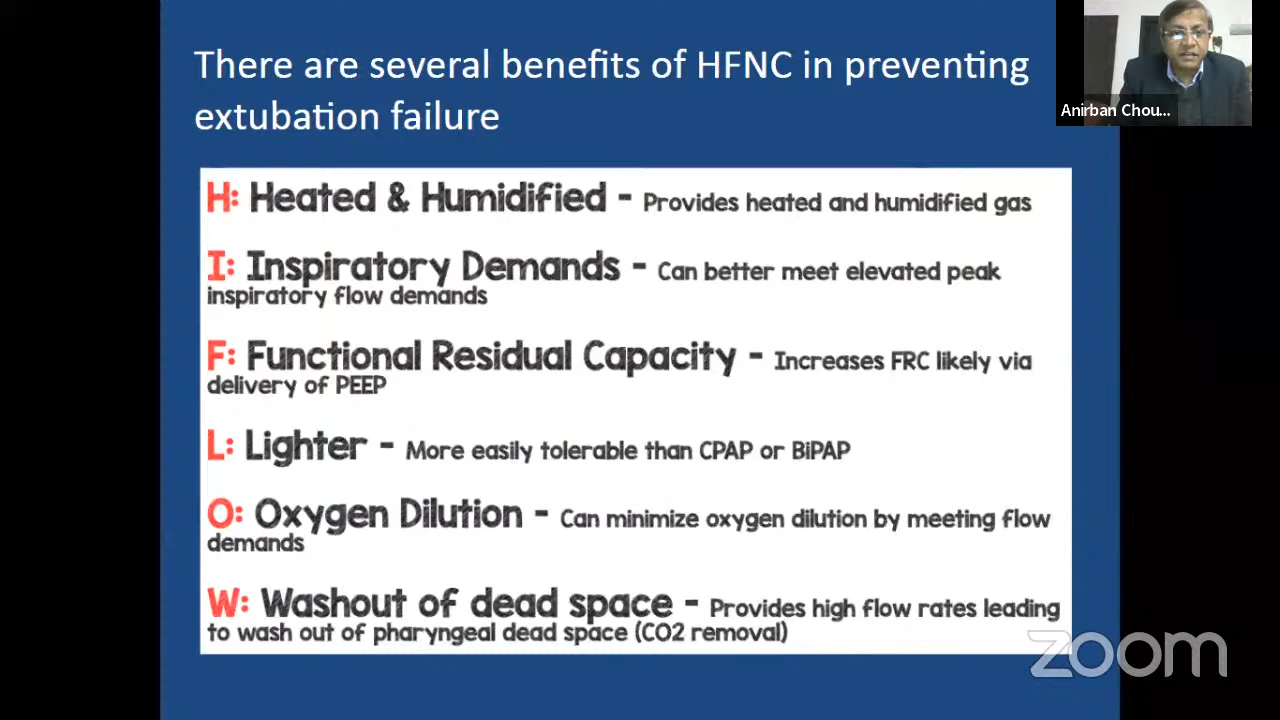 There are several benefits of HFNC in preventing
extubation failure
Anirban Chou...
H: Heated & Humidified - Provides heated and humidified gas
I: Inspiratory Demands - Can better meet elevated peak
inspiratory flow demands
F: Functional Residual Capacity - Increases FRC likely via
delivery of PEEP
L: Lighter - More easily tolerable than CPAP or BiPAP
O: Oxygen Dilution - Can minimize oxygen dilution by meeting flow
demands
W: Washout of dead space - Provides high flow rates leading
to wash out of pharyngeal dead space (CO2 removal)
zoom